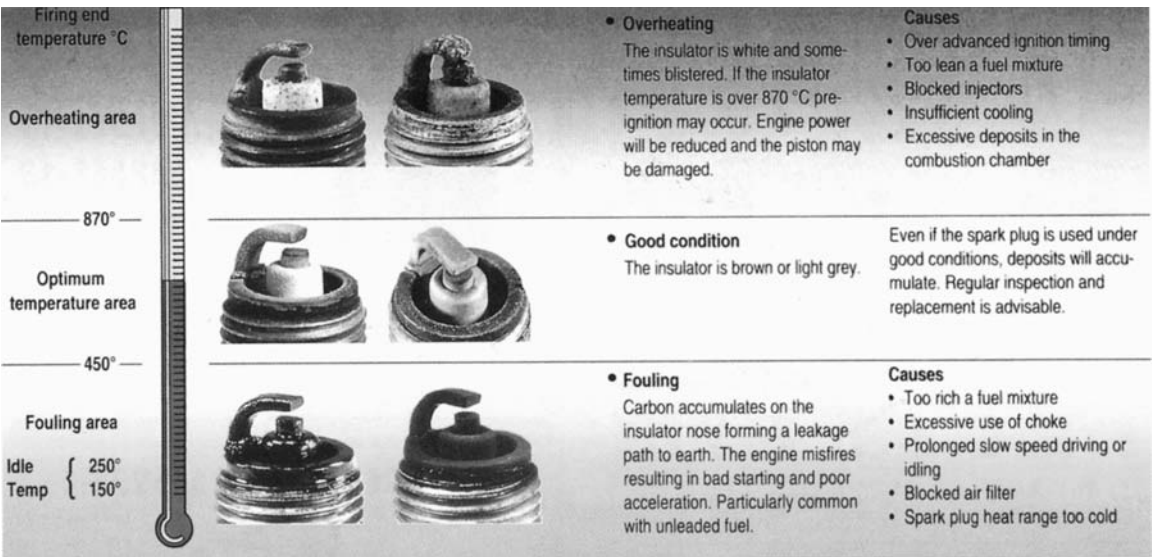 Firing end
temperature °C
Overheating area
870°
Optimum
temperature area
450°
Fouling area
Idle { 250°
Temp { 150°
• Overheating
The insulator is white and some-
times blistered. If the insulator
temperature is over 870 °C pre-
ignition may occur. Engine power
will be reduced and the piston may
be damaged.
Causes
• Over advanced ignition timing
• Too lean a fuel mixture
• Blocked injectors
• Insufficient cooling
• Excessive deposits in the
combustion chamber
• Good condition
The insulator is brown or light grey.
Even if the spark plug is used under
good conditions, deposits will accu-
mulate. Regular inspection and
replacement is advisable.
• Fouling
Carbon accumulates on the
insulator nose forming a leakage
path to earth. The engine misfires
resulting in bad starting and poor
acceleration. Particularly common
with unleaded fuel.
Causes
• Too rich a fuel mixture
• Excessive use of choke
• Prolonged slow speed driving or
idling
• Blocked air filter
• Spark plug heat range too cold